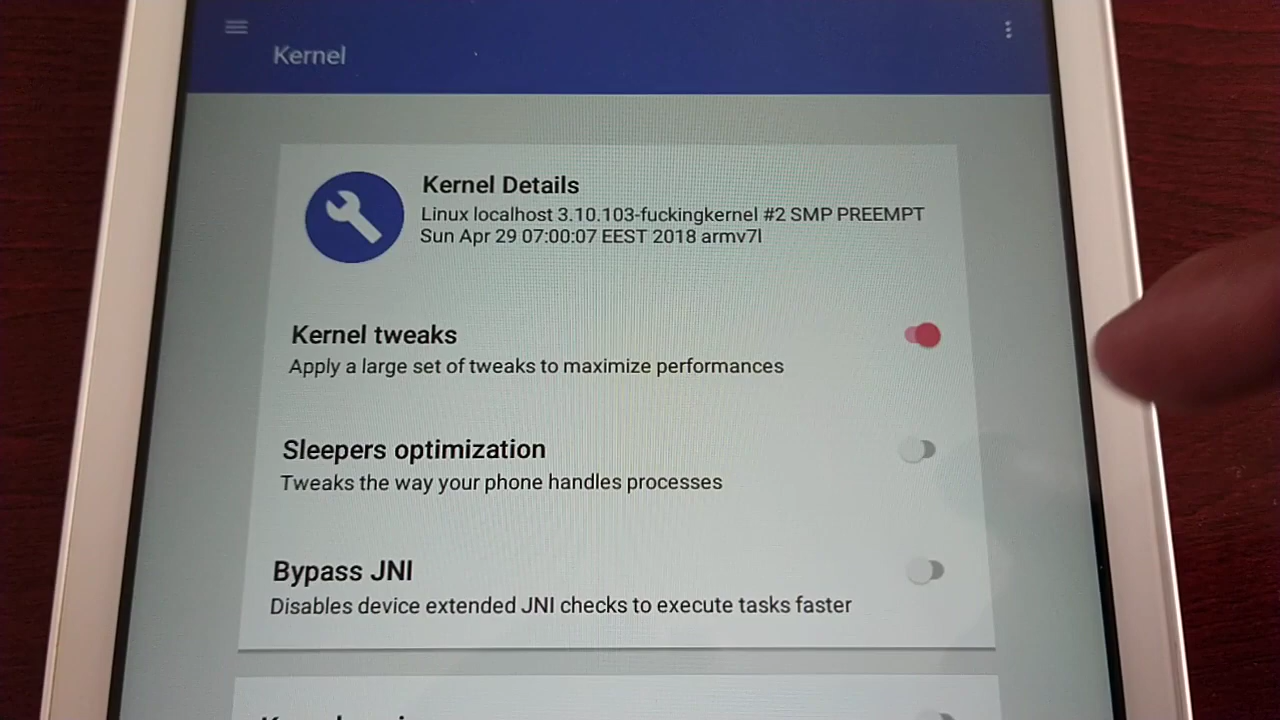 Kernel
Kernel Details
Linux localhost 3.10.103-fuckingkernel #2 SMP PREEMPT
Sun Apr 29 07:00:07 EEST 2018 armv7l
Kernel tweaks
Apply a large set of tweaks to maximize performances
Sleepers optimization
Tweaks the way your phone handles processes
Bypass JNI
Disables device extended JNI checks to execute tasks faster